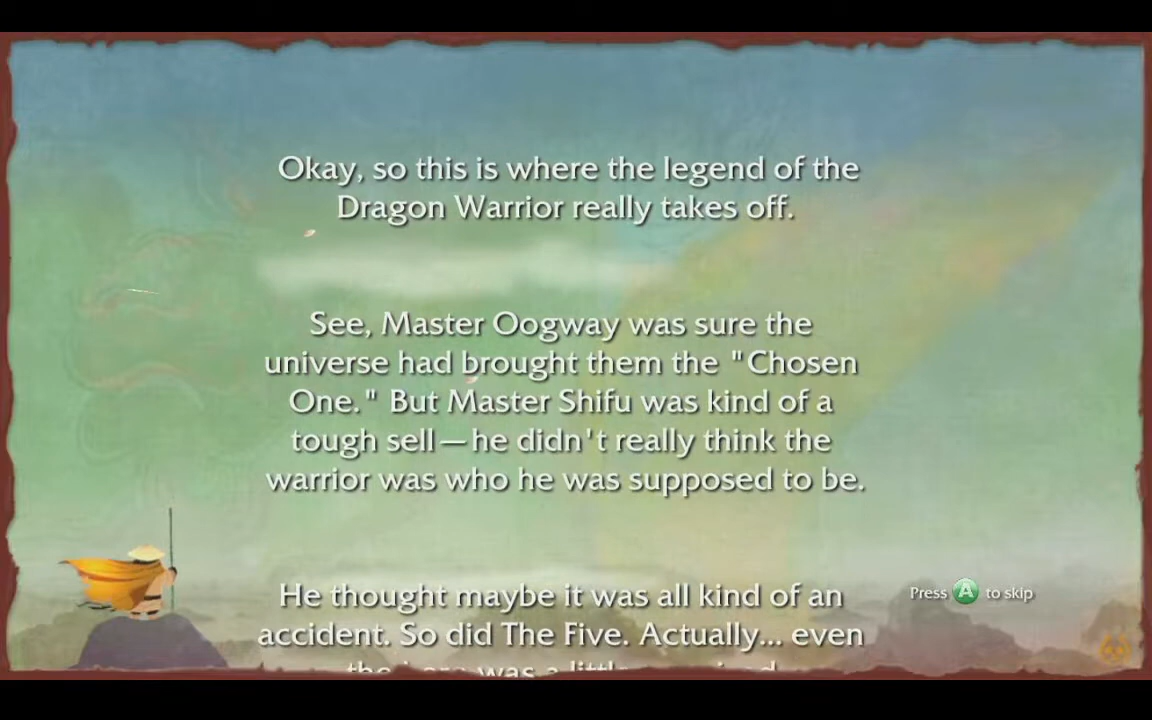 Okay, so this is where the legend of the
Dragon Warrior really takes off.
See, Master Oogway was sure the
universe had brought them the "Chosen
One." But Master Shifu was kind of a
tough sell—he didn't really think the
warrior was who he was supposed to be.
He thought maybe it was all kind of an
accident. So did The Five. Actually... even
was a
Press A to skip